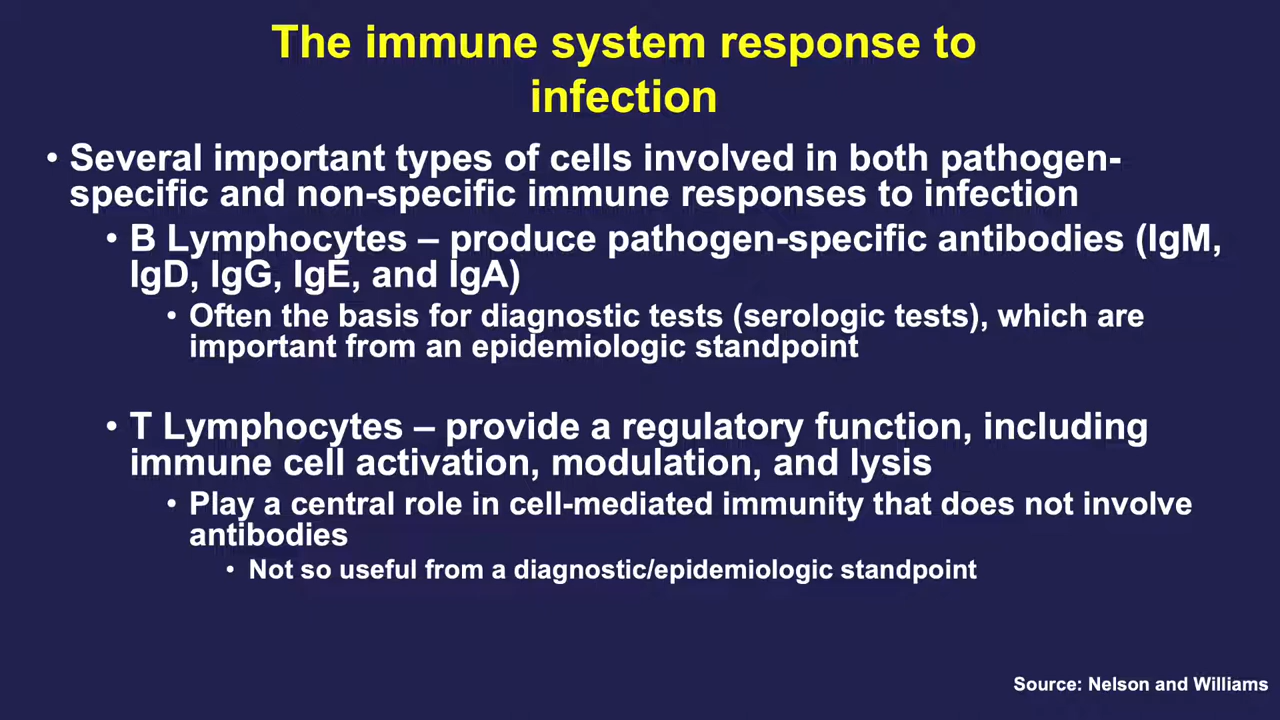 The immune system response to
infection
• Several important types of cells involved in both pathogen-
specific and non-specific immune responses to infection
• B Lymphocytes – produce pathogen-specific antibodies (IgM,
IgD, IgG, IgE, and IgA)
• Often the basis for diagnostic tests (serologic tests), which are
important from an epidemiologic standpoint
• T Lymphocytes – provide a regulatory function, including
immune cell activation, modulation, and lysis
• Play a central role in cell-mediated immunity that does not involve
antibodies
• Not so useful from a diagnostic/epidemiologic standpoint
Source: Nelson and Williams